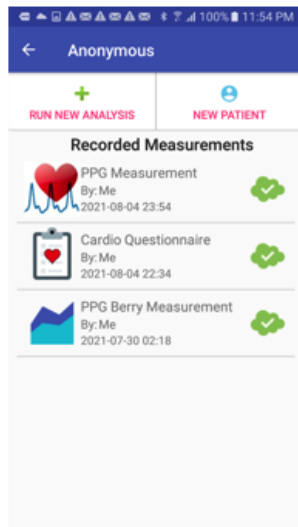 100% 11:54 PM
Anonymous
RUN NEW ANALYSIS
NEW PATIENT
Recorded Measurements
PPG Measurement
By: Me
2021-08-04 23:54
Cardio Questionnaire
By: Me
2021-08-04 22:34
PPG Berry Measurement
By: Me
2021-07-30 02:18